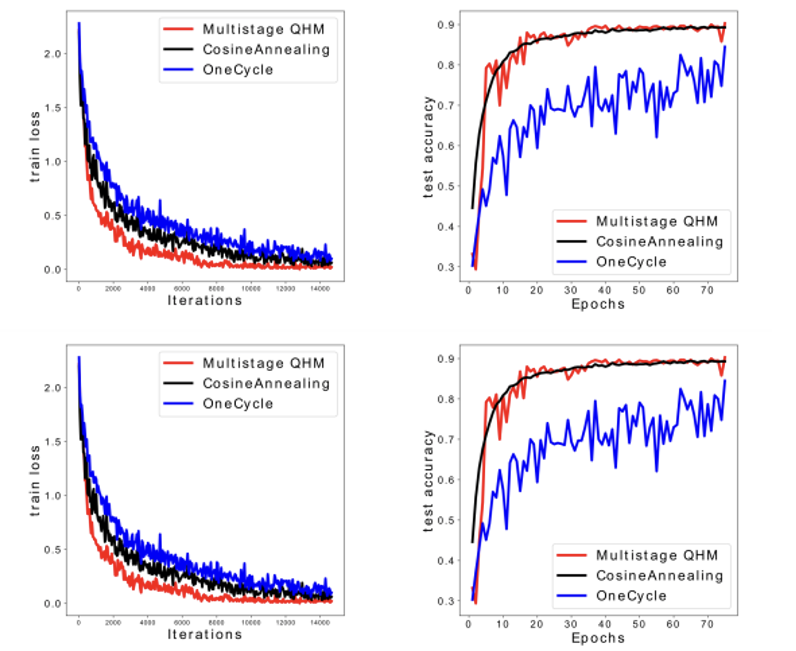 Multistage QHM
CosineAnnealing
OneCycle
train loss
2.0
1.5
1.0
0.5
0.0
0 2000 4000 6000 8000 10000 12000 14000
Iterations
Multistage QHM
CosineAnnealing
OneCycle
test accuracy
0.9
0.8
0.7
0.6
0.5
0.4
0.3
0 10 20 30 40 50 60 70
Epochs
Multistage QHM
CosineAnnealing
OneCycle
train loss
2.0
1.5
1.0
0.5
0.0
0 2000 4000 6000 8000 10000 12000 14000
Iterations
Multistage QHM
CosineAnnealing
OneCycle
test accuracy
0.9
0.8
0.7
0.6
0.5
0.4
0.3
0 10 20 30 40 50 60 70
Epochs